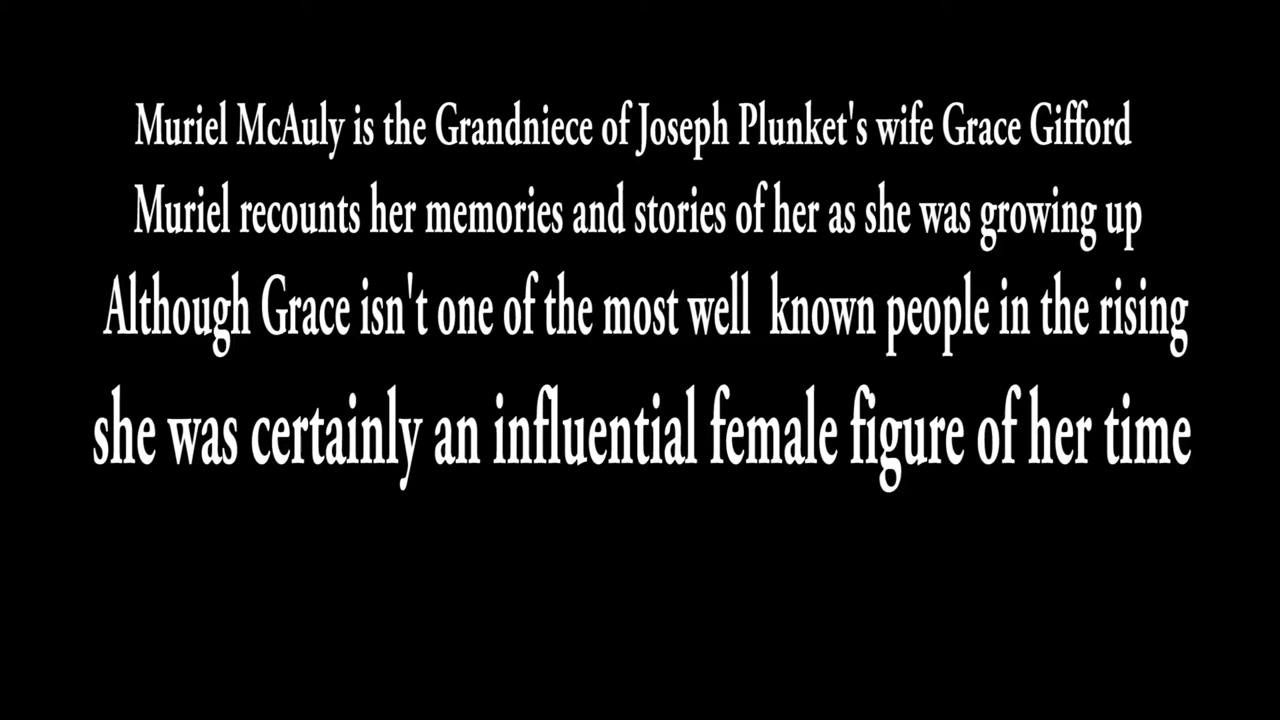 Muriel McAuly is the Grandniece of Joseph Plunket's wife Grace Gifford
Muriel recounts her memories and stories of her as she was growing up
Although Grace isn't one of the most well known people in the rising
she was certainly an influential female figure of her time